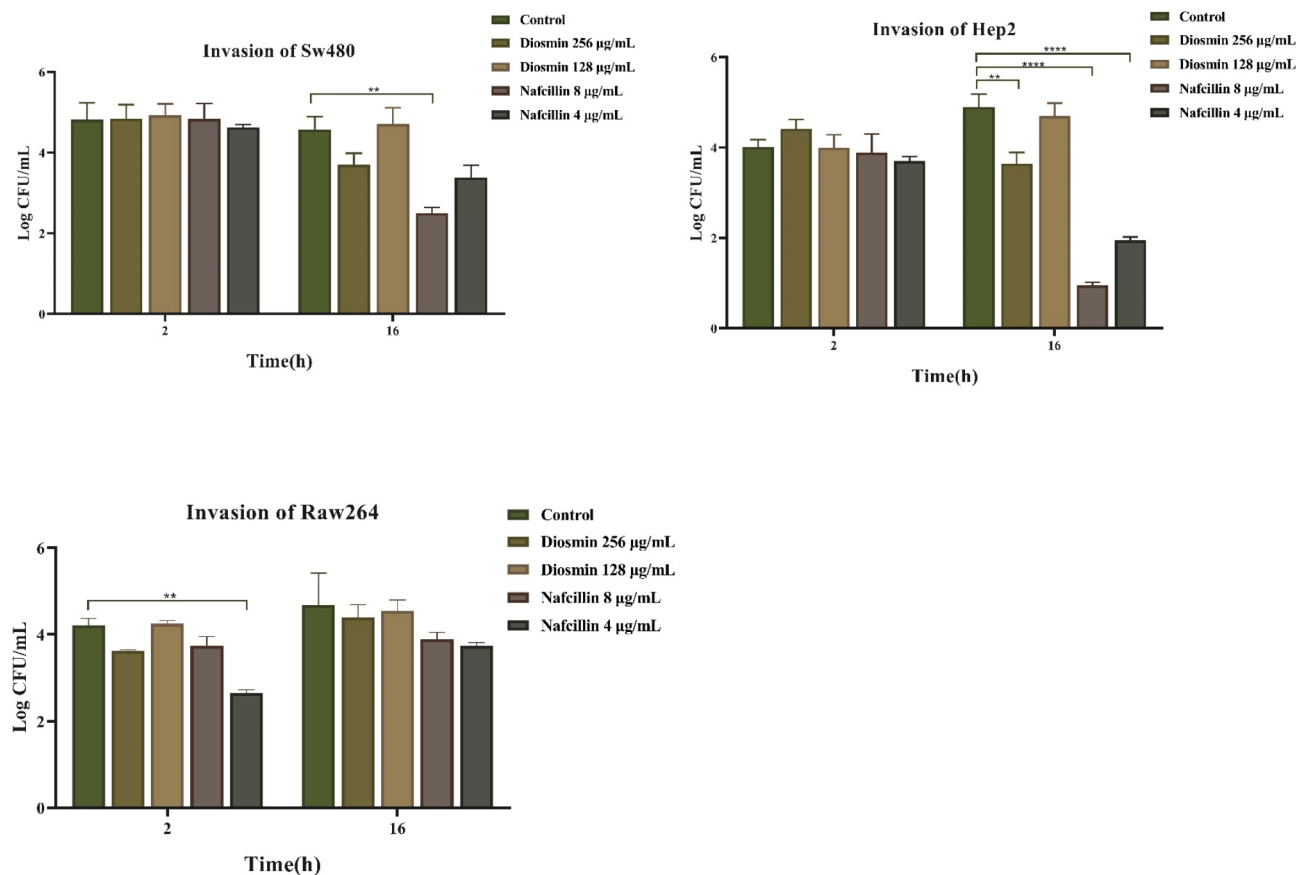 Invasion of Sw480
Control
Diosmin 256 μg/mL
Diosmin 128 μg/mL
Nafcillin 8 μg/mL
Nafcillin 4 μg/mL
**
Log CFU/mL
6
4
2
0
2
16
Time(h)
Invasion of Hep2
Control
Diosmin 256 μg/mL
Diosmin 128 μg/mL
Nafcillin 8 μg/mL
Nafcillin 4 μg/mL
****
****
**
Log CFU/mL
6
4
2
0
2
16
Time(h)
Invasion of Raw264
Control
Diosmin 256 μg/mL
Diosmin 128 μg/mL
Nafcillin 8 μg/mL
Nafcillin 4 μg/mL
**
Log CFU/mL
6
4
2
0
2
16
Time(h)